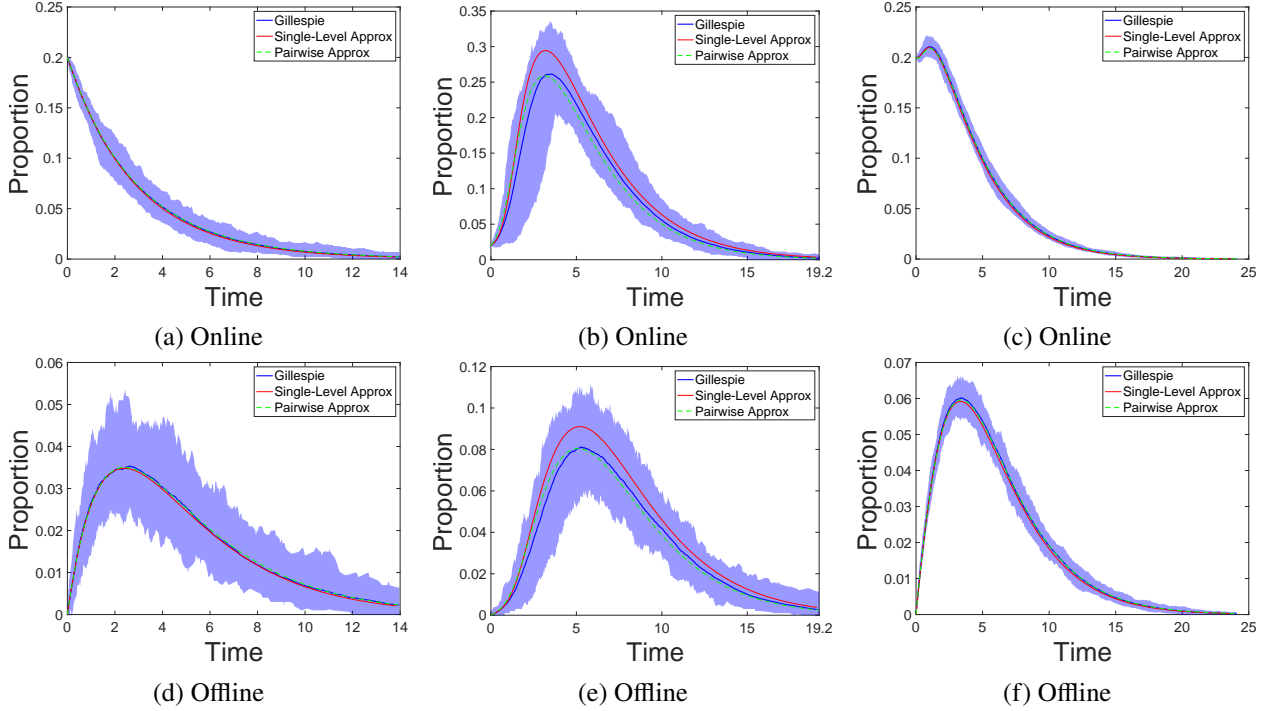 Proportion
0.2
0.15
0.1
0.05
0
0 2 4 6 8 10 12 14
Time
Gillespie
Single-Level Approx
Pairwise Approx
(a) Online
Proportion
0.35
0.3
0.25
0.2
0.15
0.1
0.05
0
0 5 10 15 19.2
Time
Gillespie
Single-Level Approx
Pairwise Approx
(b) Online
Proportion
0.2
0.15
0.1
0.05
0
0 5 10 15 20 25
Time
Gillespie
Single-Level Approx
Pairwise Approx
(c) Online
Proportion
0.06
0.05
0.04
0.03
0.02
0.01
0
0 2 4 6 8 10 12 14
Time
Gillespie
Single-Level Approx
Pairwise Approx
(d) Offline
Proportion
0.12
0.1
0.08
0.06
0.04
0.02
0
0 5 10 15 19.2
Time
Gillespie
Single-Level Approx
Pairwise Approx
(e) Offline
Proportion
0.07
0.06
0.05
0.04
0.03
0.02
0.01
0
0 5 10 15 20 25
Time
Gillespie
Single-Level Approx
Pairwise Approx
(f) Offline